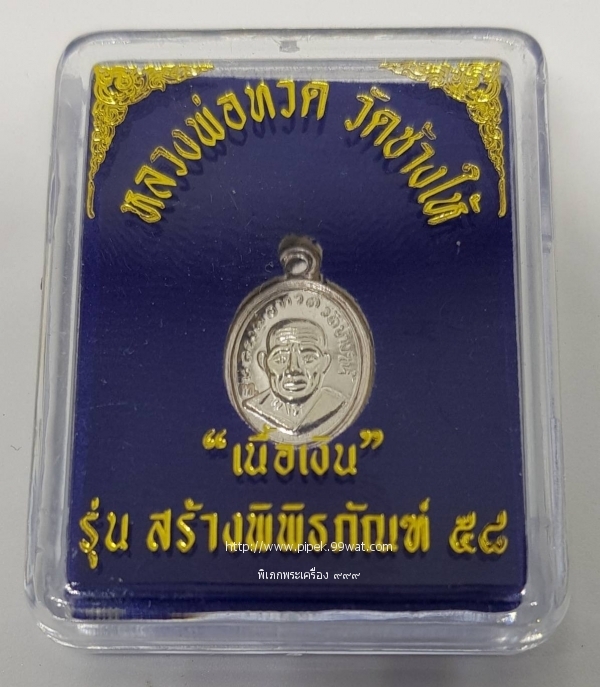 หลวงพ่อทวด วัดช้างให้
"เนื้อเงิน"
รุ่น สร้างพิพิธภัณฑ์ ๕๘
http://www.pipek.99wat.com
พิเภกพระเครื่อง ๙๙๙